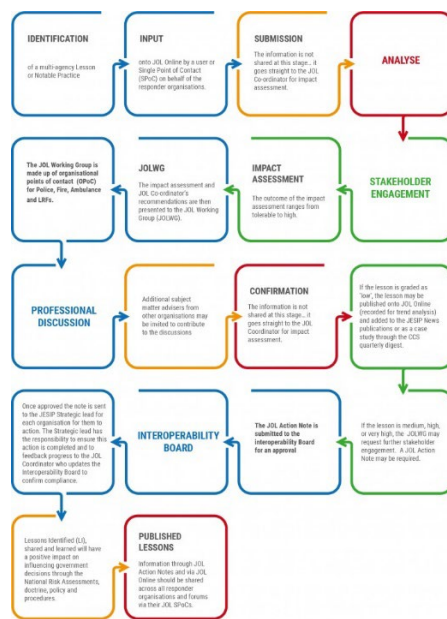 IDENTIFICATION
of a multi-agency Lesson
or Notable Practice
INPUT
onto JOL Online by a user or
Single Point of Contact
(SPoC) on behalf of the
responder organisations.
SUBMISSION
The information is not
shared at this stage... it
goes straight to the JOL
Co-ordinator for impact
assessment.
ANALYSE
The JOL Working Group is
made up of organisational
points of contact (OPoC)
for Police, Fire, Ambulance
and LRFs.
JOLWG
The impact assessment and
JOL Co-ordinator's
recommendations are then
presented to the JOL Working
Group (JOLWG).
IMPACT
ASSESSMENT
The outcome of the impact
assessment ranges from
tolerable to high.
STAKEHOLDER
ENGAGEMENT
PROFESSIONAL
DISCUSSION
Additional subject
matter advisers from
other organisations may
be invited to contribute
to the discussions
CONFIRMATION
The information is not
shared at this stage... it
goes straight to the JOL
Coordinator for impact
assessment.
If the lesson is graded as
'low', the lesson may be
published onto JOL Online
(recorded for trend analysis)
and added to the JESIP News
publications or as a case
study through the CCS
quarterly digest.
Once approved the note is sent
to the JESIP Strategic lead for
each organisation for them to
action. The Strategic lead has
the responsibility to ensure this
action is completed and to
feedback progress to the JOL
Coordinator who updates the
Interoperability Board to
confirm compliance.
INTEROPERABILITY
BOARD
The JOL Action Note is
submitted to the
interoperability Board for
an approval
If the lesson is medium, high,
or very high, the JOLWG may
request further stakeholder
engagement. A JOL Action
Note may be required.
Lessons Identified (LI),
shared and learned will have
a positive impact on
influencing government
decisions through the
National Risk Assessments,
doctrine, policy and
procedures.
PUBLISHED
LESSONS
Information through JOL
Action Notes and via JOL
Online should be shared
across all responder
organisations and forums
via their JOL SPoCs.